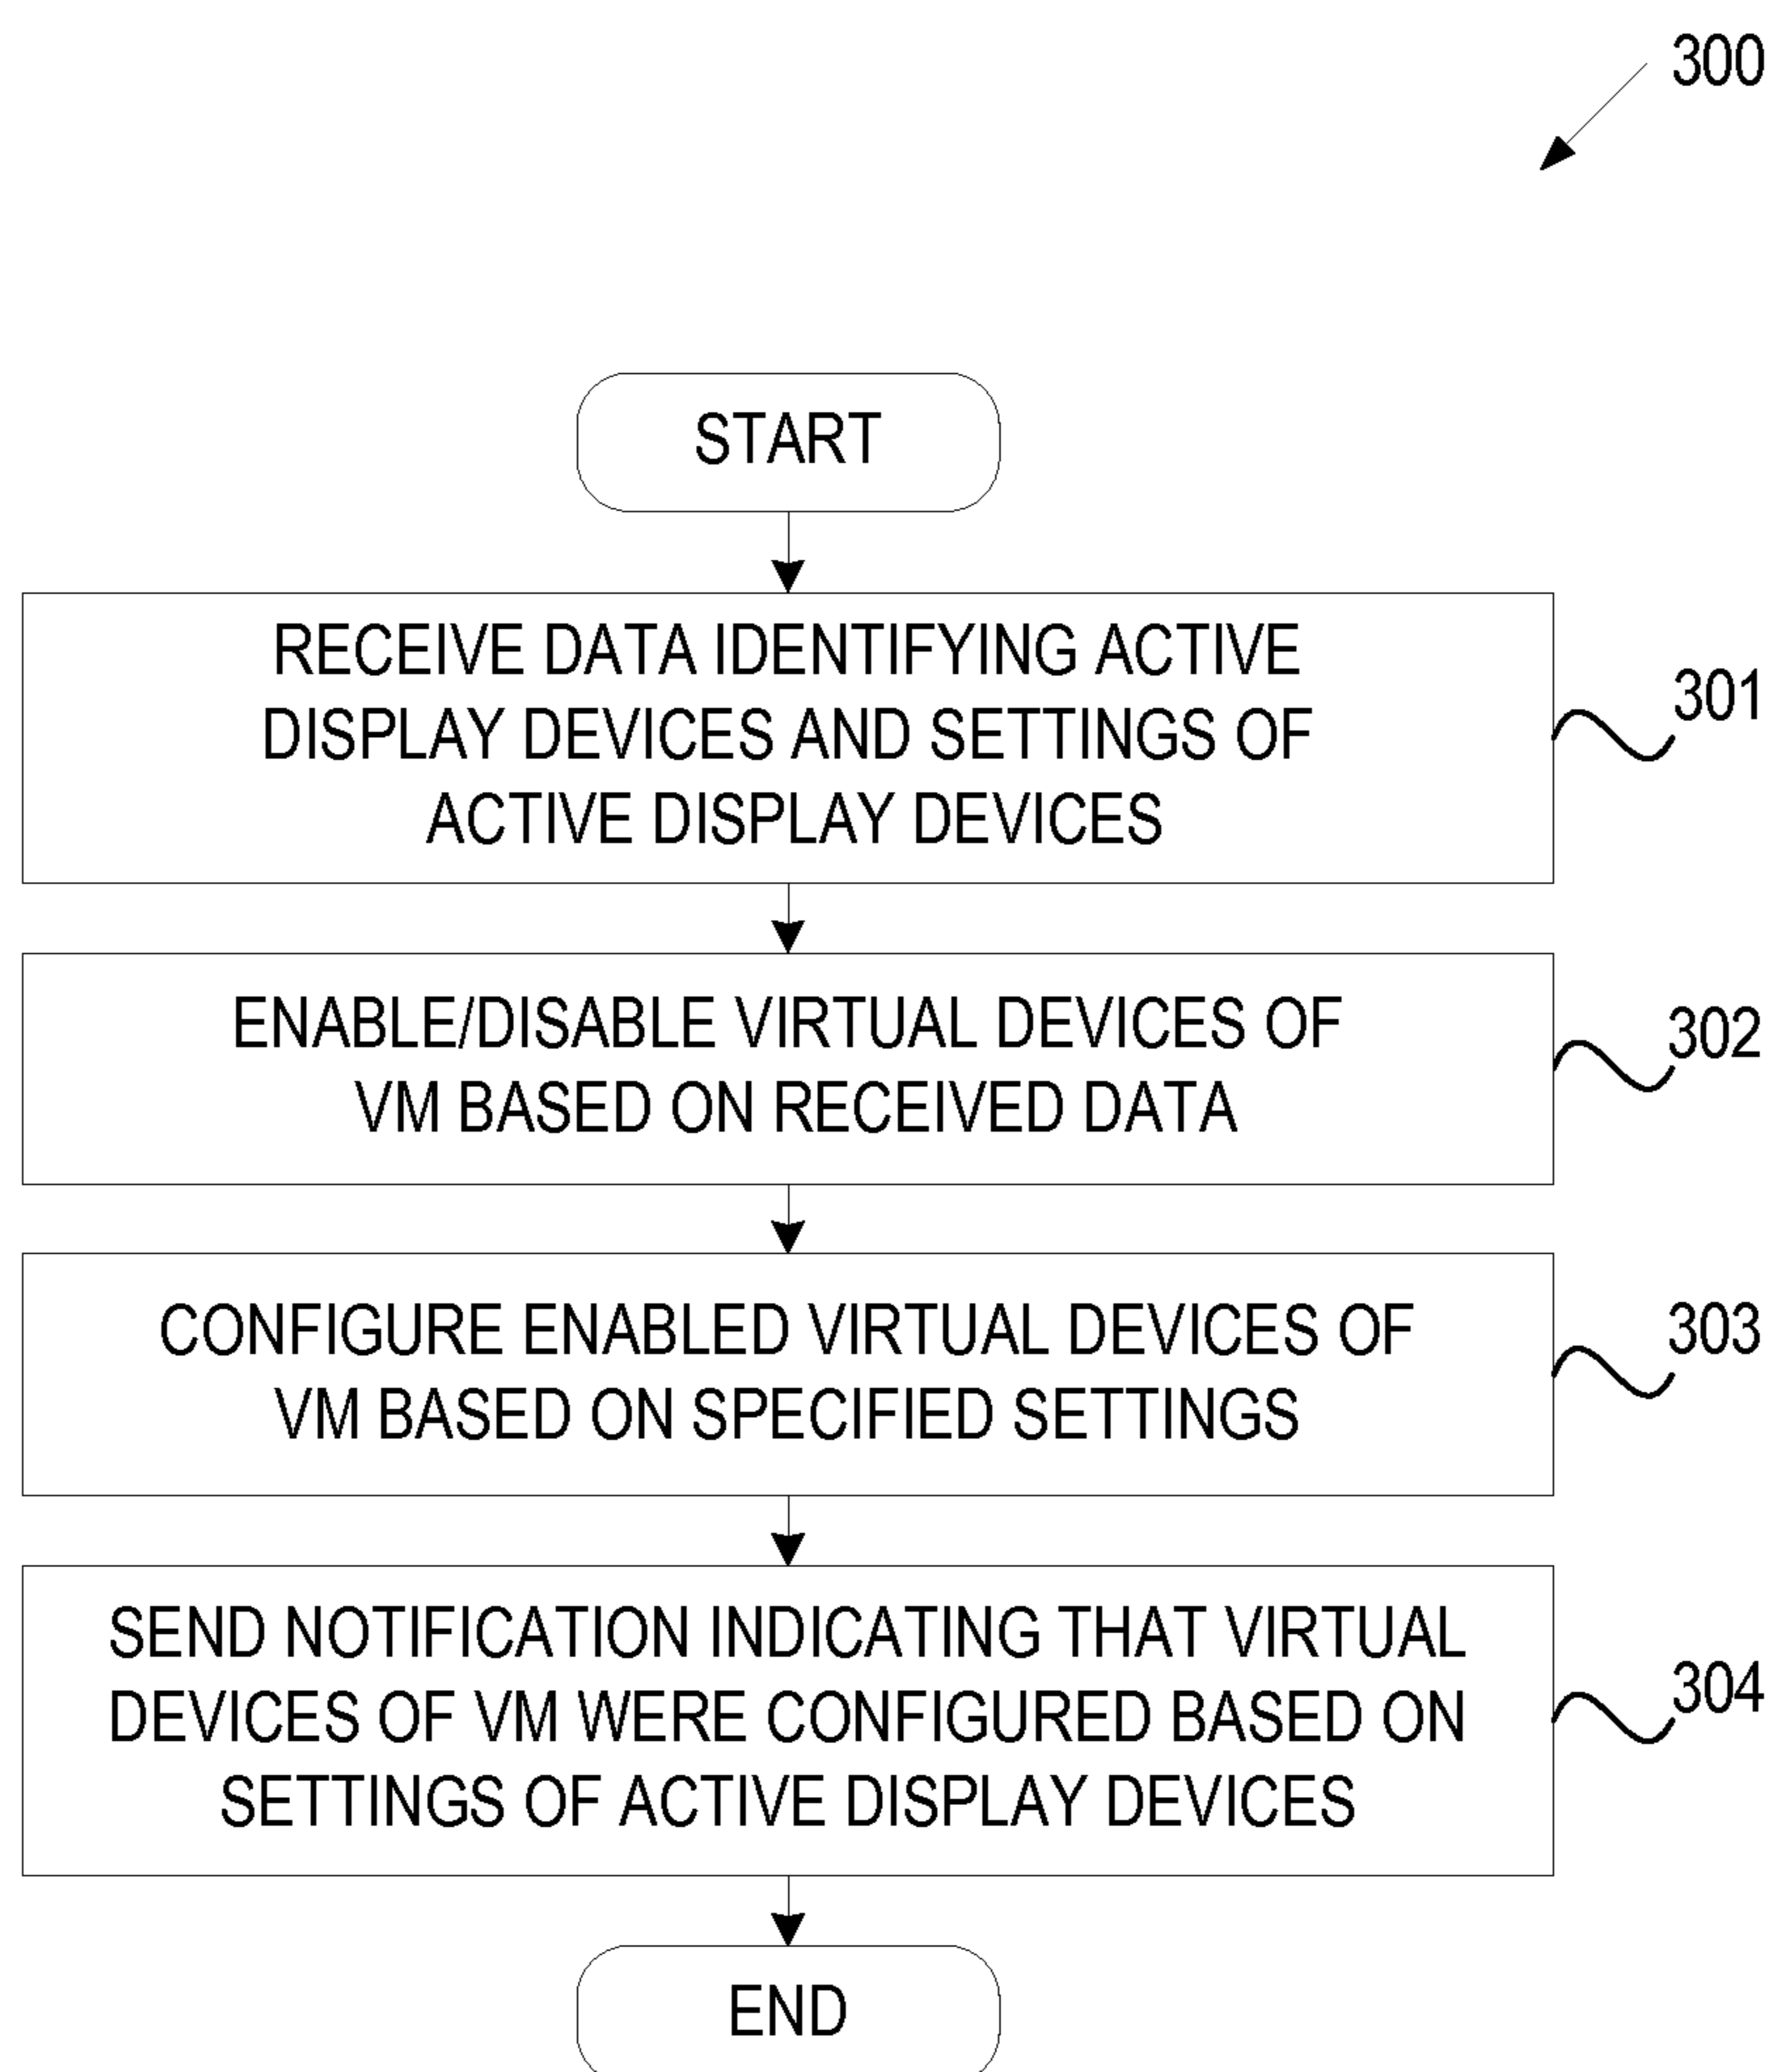 300
START
RECEIVE DATA IDENTIFYING ACTIVE
DISPLAY DEVICES AND SETTINGS OF
ACTIVE DISPLAY DEVICES
301
ENABLE/DISABLE VIRTUAL DEVICES OF
VM BASED ON RECEIVED DATA
302
CONFIGURE ENABLED VIRTUAL DEVICES OF
VM BASED ON SPECIFIED SETTINGS
303
SEND NOTIFICATION INDICATING THAT VIRTUAL
DEVICES OF VM WERE CONFIGURED BASED ON
SETTINGS OF ACTIVE DISPLAY DEVICES
304
END